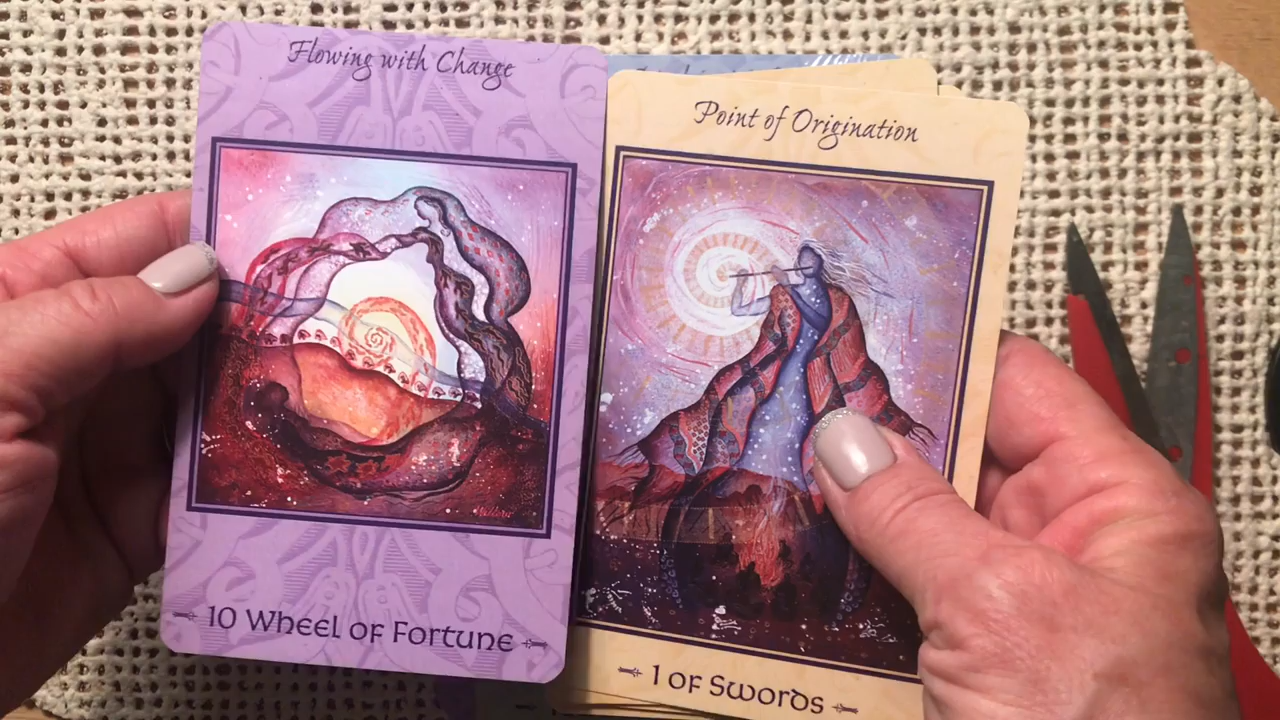 Flowing with Change
10 Wheel of Fortune
Point of Origination
1 of Swords